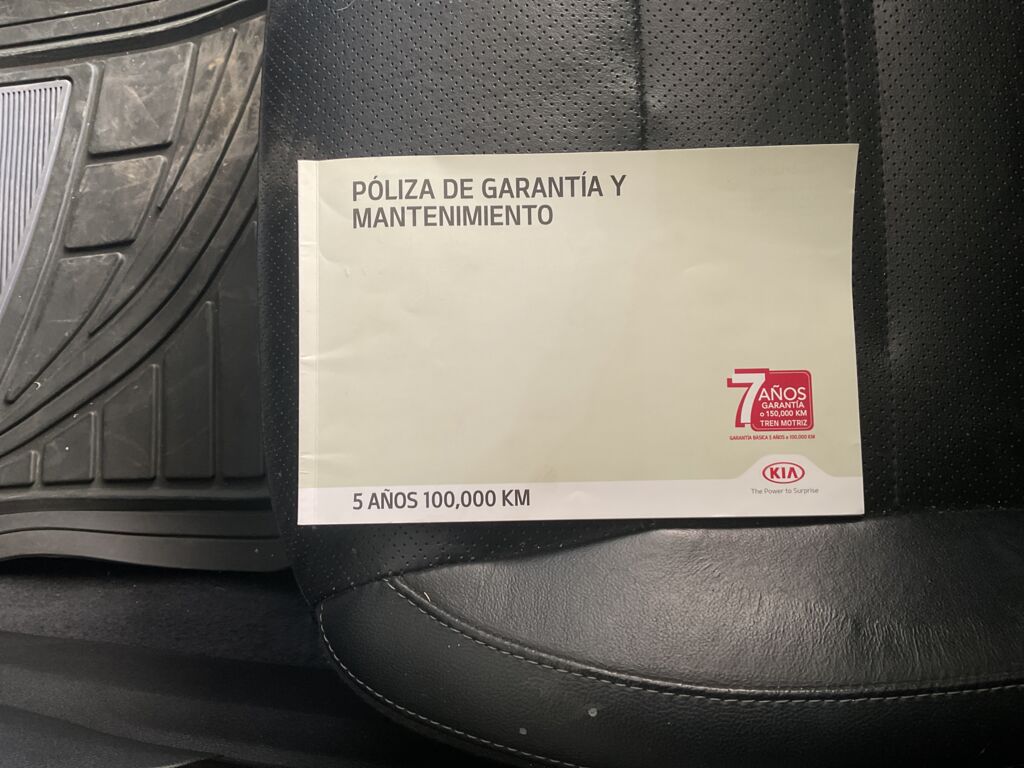 PÓLIZA DE GARANTÍA Y
MANTENIMIENTO
7 AÑOS
GARANTÍA
o 150,000 KM
TREN MOTRIZ
GARANTÍA BÁSICA 5 AÑOS o 100,000 KM
KIA
The Power to Surprise
5 AÑOS 100,000 KM